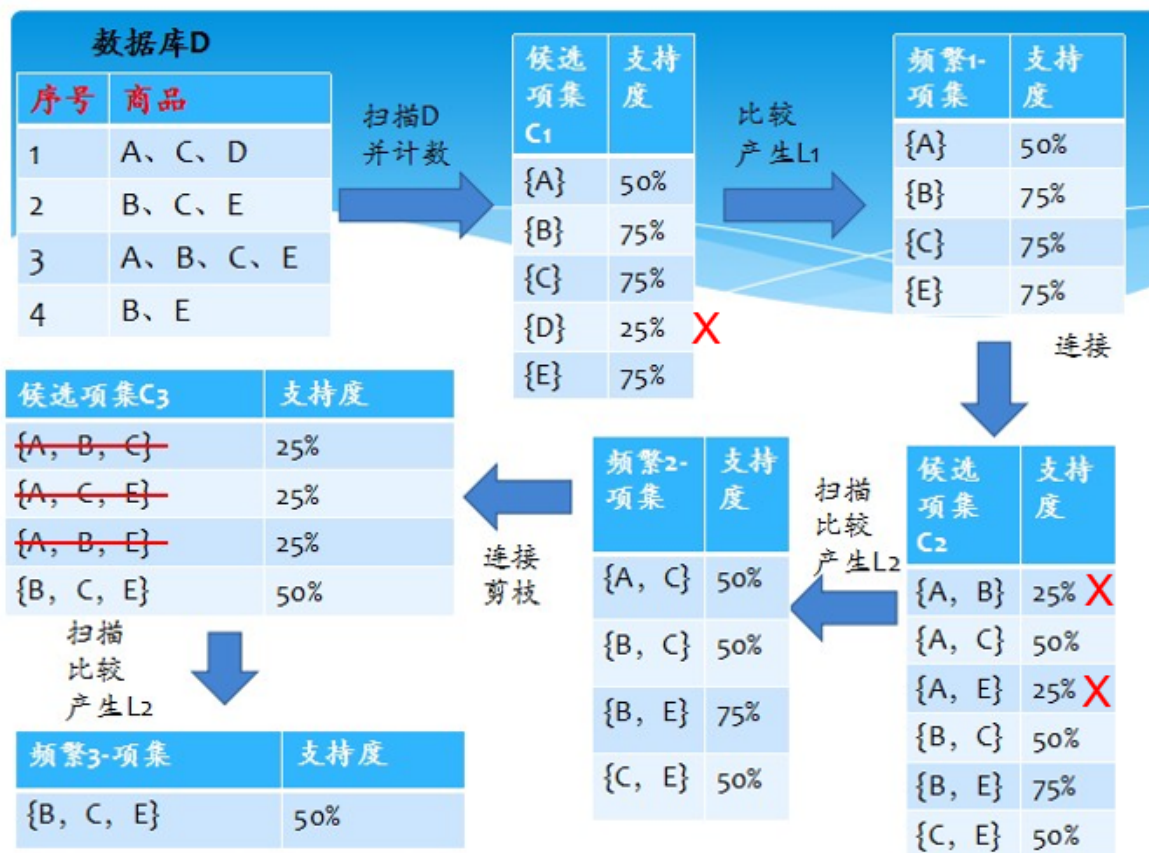 数据库D
序号 商品
1 A、C、D
2 B、C、E
3 A、B、C、E
4 B、E
扫描D
并计数
候选
项集
C1
支持
度
{A} 50%
{B} 75%
{C} 75%
{D} 25% X
{E} 75%
比较
产生L1
频繁1-
项集
支持
度
{A} 50%
{B} 75%
{C} 75%
{E} 75%
连接
候选
项集
C2
支持
度
{A, B} 25% X
{A, C} 50%
{A, E} 25% X
{B, C} 50%
{B, E} 75%
{C, E} 50%
扫描
比较
产生L2
频繁2-
项集
支持
度
{A, C} 50%
{B, C} 50%
{B, E} 75%
{C, E} 50%
连接
剪枝
候选项集C3 支持度
{A, B, C} 25%
{A, C, E} 25%
{A, B, E} 25%
{B, C, E} 50%
扫描
比较
产生L2
频繁3-项集 支持度
{B, C, E} 50%